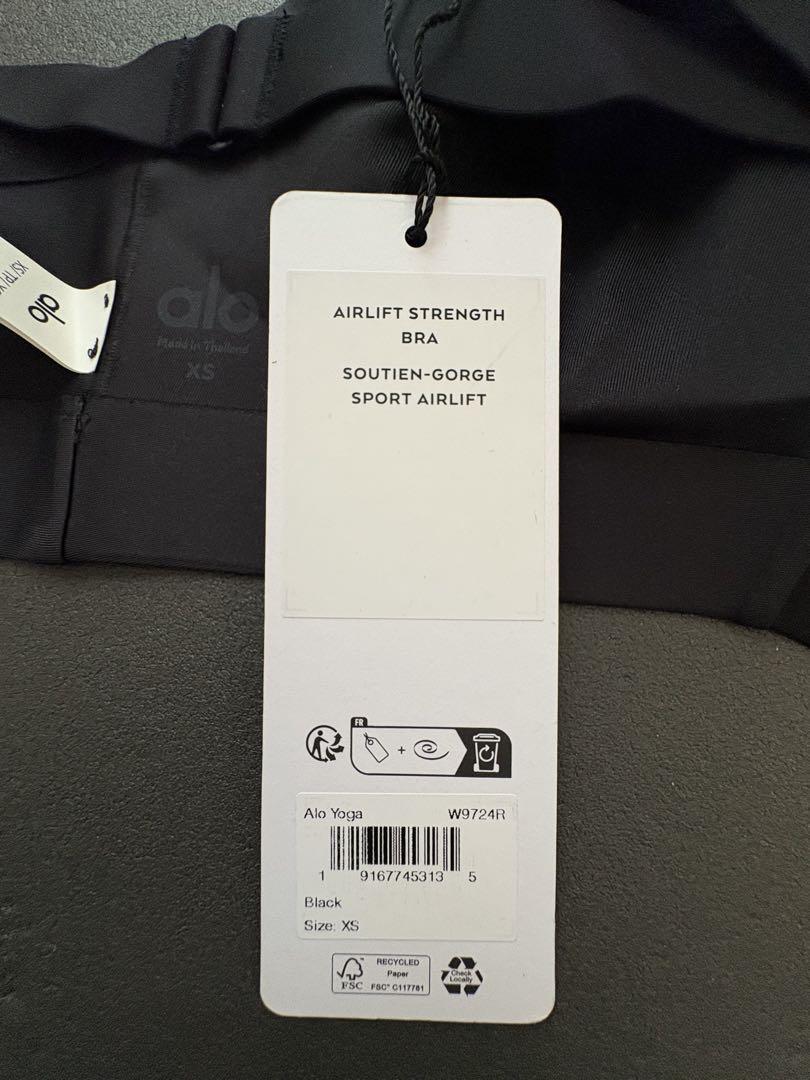 alo
Made in Thailand
XS
alo
AIRLIFT STRENGTH
BRA
SOUTIEN-GORGE
SPORT AIRLIFT
FR
+
Alo Yoga W9724R
1 9167745313 5
Black
Size: XS
FSC
RECYCLED
Paper
FSC® C117781
Check
Locally